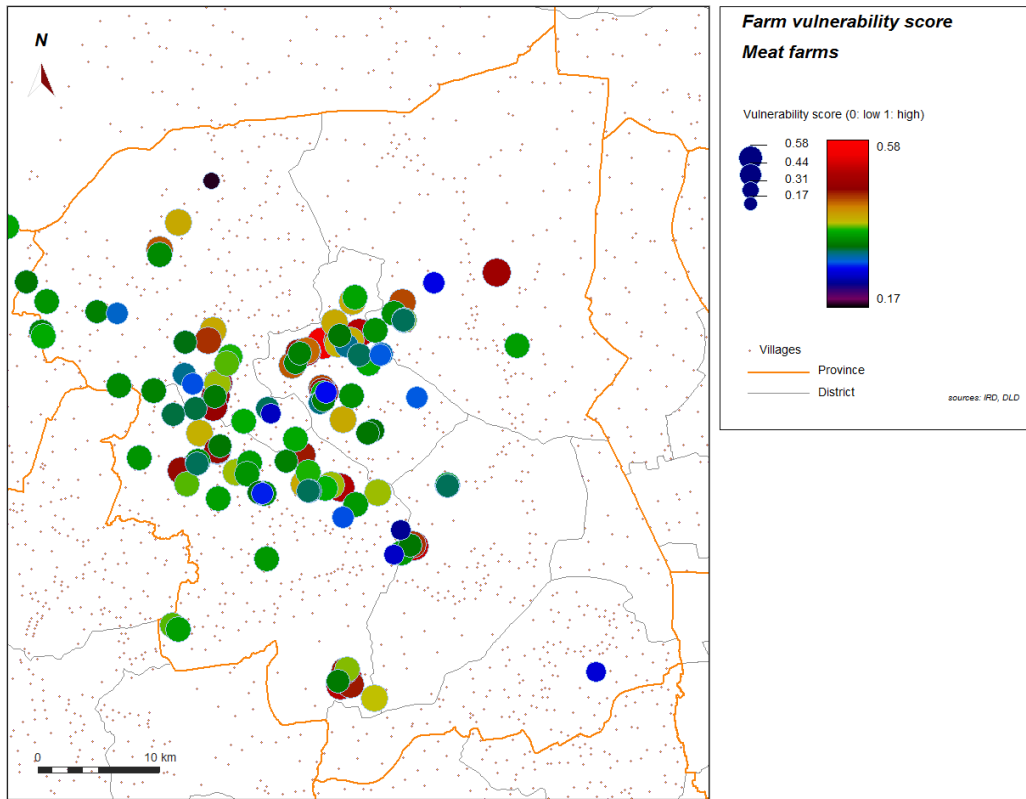 N
0 10 km
Farm vulnerability score
Meat farms
Vulnerability score (0: low 1: high)
0.58
0.44
0.31
0.17
0.58
0.17
Villages
Province
District
sources: IRD, DLD